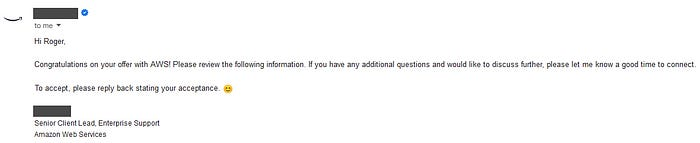 to me
Hi Roger,
Congratulations on your offer with AWS! Please review the following information. If you have any additional questions and would like to discuss further, please let me know a good time to connect.
To accept, please reply back stating your acceptance. 😊
Senior Client Lead, Enterprise Support
Amazon Web Services